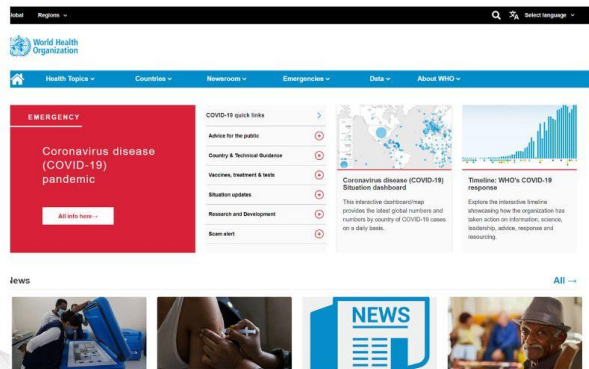 Global Regions
Select language
World Health
Organization
Health Topics
Countries
Newsroom
Emergencies
Data
About WHO
EMERGENCY
Coronavirus disease
(COVID-19)
pandemic
All info here →
COVID-19 quick links
Advice for the public
Country & Technical Guidance
Vaccines, treatment & tests
Situation updates
Research and Development
Scam alert
Coronavirus disease (COVID-19)
Situation dashboard
This interactive dashboard/map
provides the latest global numbers and
numbers by country of COVID-19 cases
on a daily basis.
Timeline: WHO's COVID-19
response
Explore the interactive timeline
showcasing how the organization has
taken action on information, science,
leadership, advice, response and
resourcing.
News
All →
NEWS